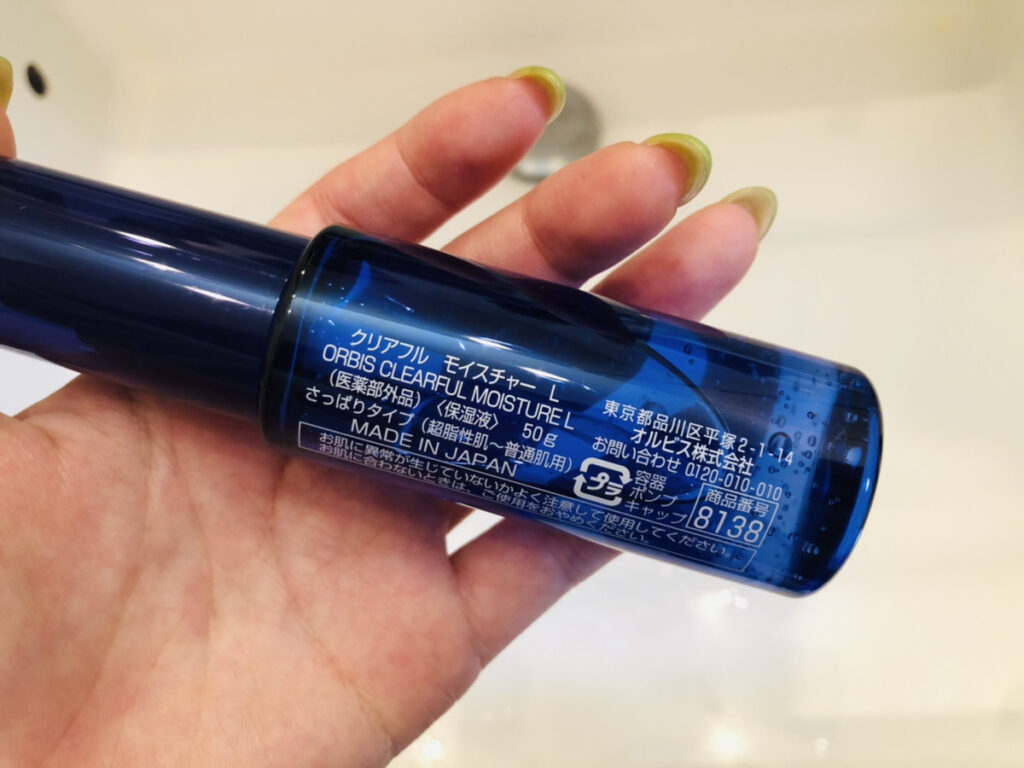 クリアフル モイスチャー L
ORBIS CLEARFUL MOISTURE L
(医薬部外品) 〈保湿液〉 50g
さっぱりタイプ (超脂性肌~普通肌用)
MADE IN JAPAN
東京都品川区平塚2-1-14
オルビス株式会社
お問い合わせ 0120-010-010
プラ
容器
ポンプ
キャップ
商品番号
8138
お肌に異常が生じていないかよく注意して使用してください。
お肌に合わないときは、ご使用をおやめください。